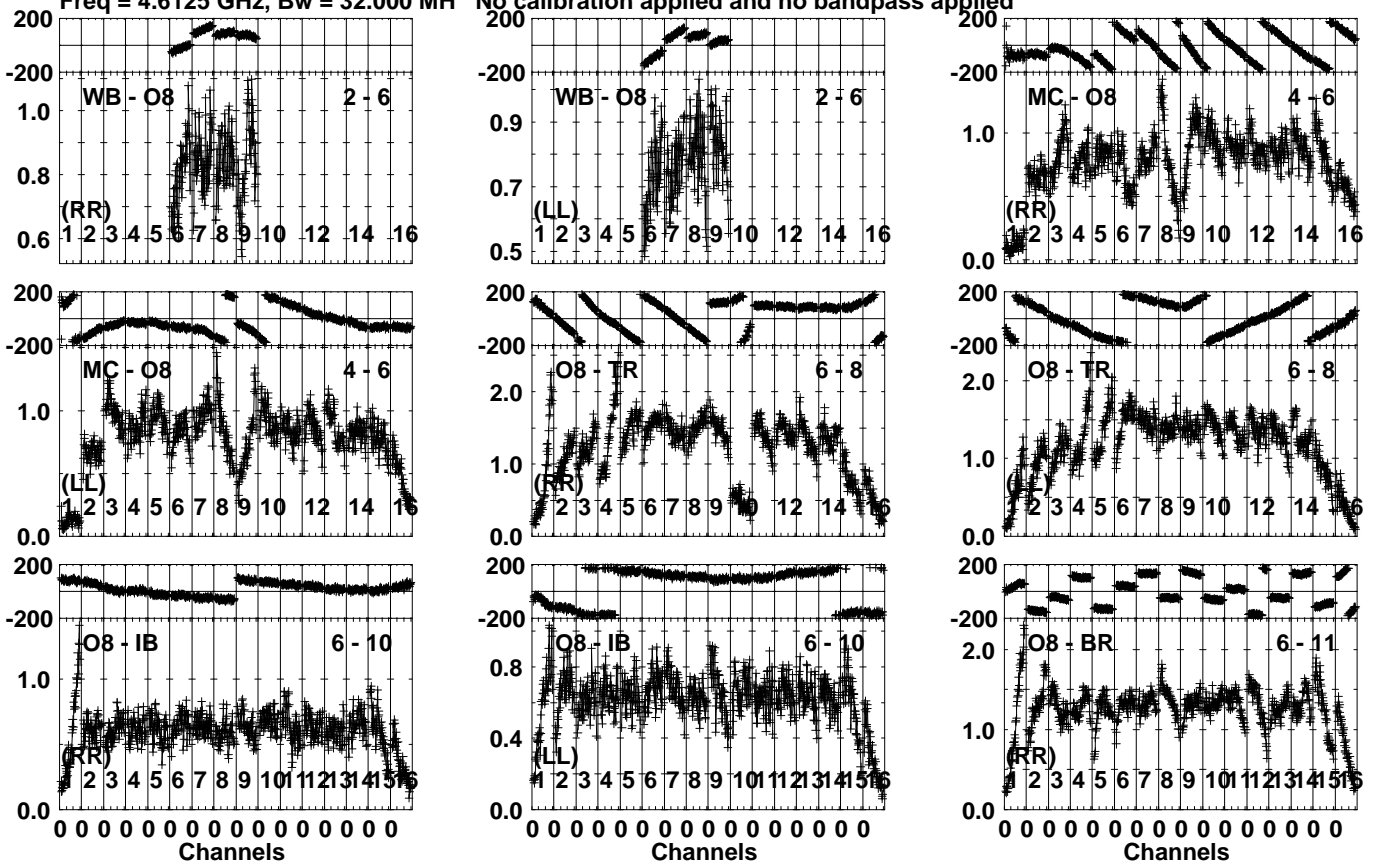 Freq = 4.6125 GHz, Bw = 32.000 MH No calibration applied and no bandpass applied
200 200 200
-200 -200 -200
WB - O8 2 - 6 WB - O8 2 - 6 MC - O8 4 - 6
1.0 0.9 1.0
0.8 0.7
(RR) (LL) (RR)
1 2 3 4 5 6 7 8 9 10 12 14 16 1 2 3 4 5 6 7 8 9 10 12 14 16 1 2 3 4 5 6 7 8 9 10 12 14 16
0.6 0.5 0.0
200 200 200
-200 -200 -200
MC - O8 4 - 6 O8 - TR 6 - 8 O8 - TR 6 - 8
1.0 2.0 2.0
1.0 1.0
(LL) (RR) (LL)
1 2 3 4 5 6 7 8 9 10 12 14 16 2 3 4 5 6 7 8 9 10 12 14 16 1 2 3 4 5 6 7 8 9 10 12 14 16
0.0 0.0 0.0
200 200 200
-200 -200 -200
O8 - IB 6 - 10 O8 - IB 6 - 10 O8 - BR 6 - 11
1.0 0.8 2.0
0.4 1.0
(RR) (LL) (RR)
1 2 3 4 5 6 7 8 9 10 11 12 13 14 15 16 1 2 3 4 5 6 7 8 9 10 11 12 13 14 15 16 1 2 3 4 5 6 7 8 9 10 11 12 13 14 15 16
0.0 0.0 0.0
0 0 0 0 0 0 0 0 0 0 0 0 0 0 0 0 0 0 0 0 0 0 0 0 0 0 0 0 0 0 0 0 0 0 0 0 0 0 0 0 0 0 0 0 0 0 0 0
Channels Channels Channels